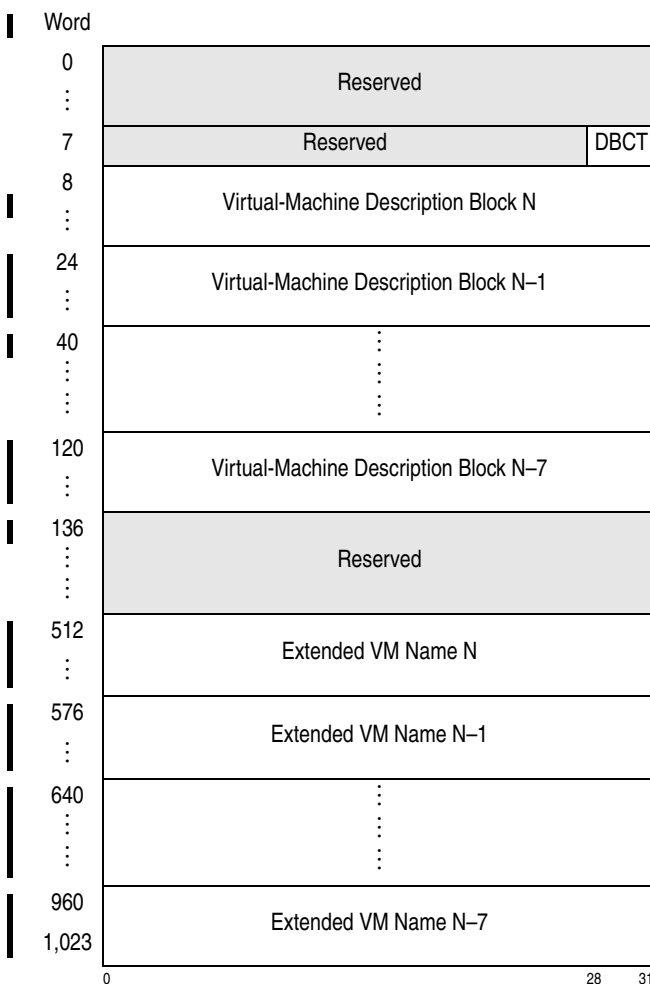 Word
0
⋮
Reserved
7
Reserved
DBCT
8
⋮
Virtual-Machine Description Block N
24
⋮
Virtual-Machine Description Block N–1
40
⋮
⋮
120
⋮
Virtual-Machine Description Block N–7
136
⋮
Reserved
512
⋮
Extended VM Name N
576
⋮
Extended VM Name N–1
640
⋮
⋮
960
1,023
Extended VM Name N–7
0 28 31